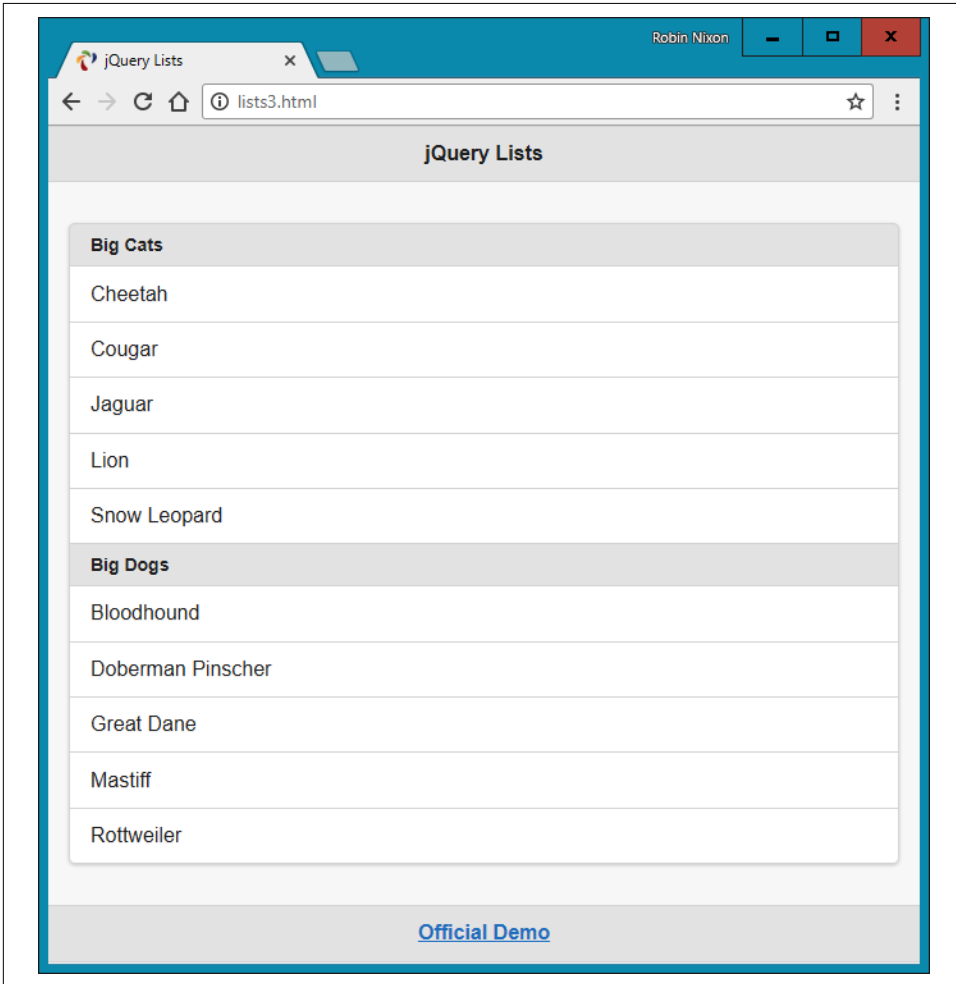 Robin Nixon
jQuery Lists
lists3.html
jQuery Lists
Big Cats
Cheetah
Cougar
Jaguar
Lion
Snow Leopard
Big Dogs
Bloodhound
Doberman Pinscher
Great Dane
Mastiff
Rottweiler
Official Demo